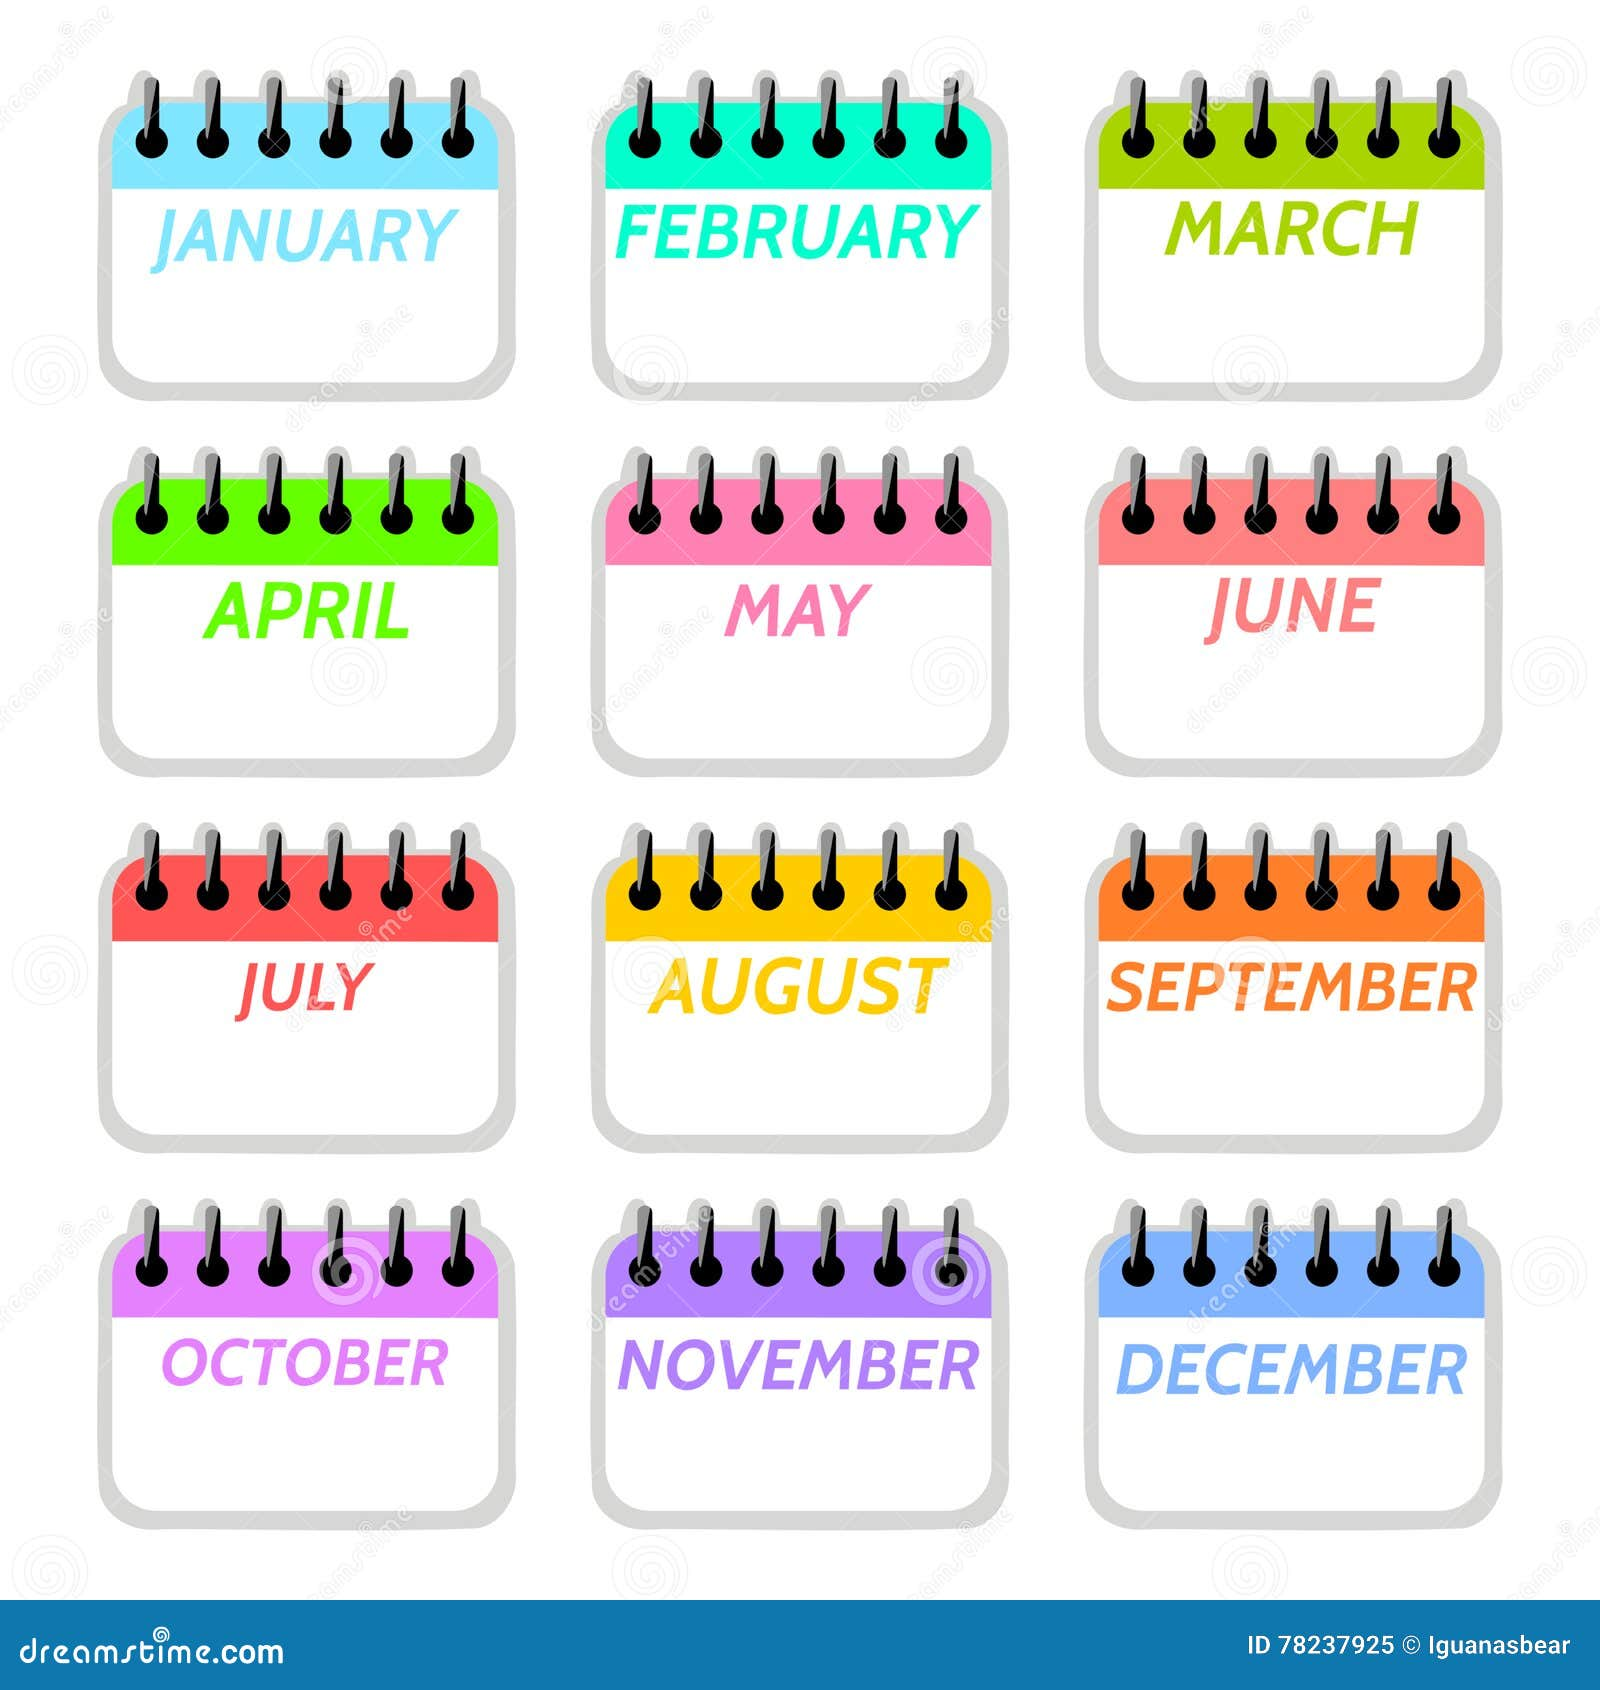 JANUARY
FEBRUARY
MARCH
APRIL
MAY
JUNE
JULY
AUGUST
SEPTEMBER
OCTOBER
NOVEMBER
DECEMBER
dreamstime.com
ID 78237925 © Iguanasbear